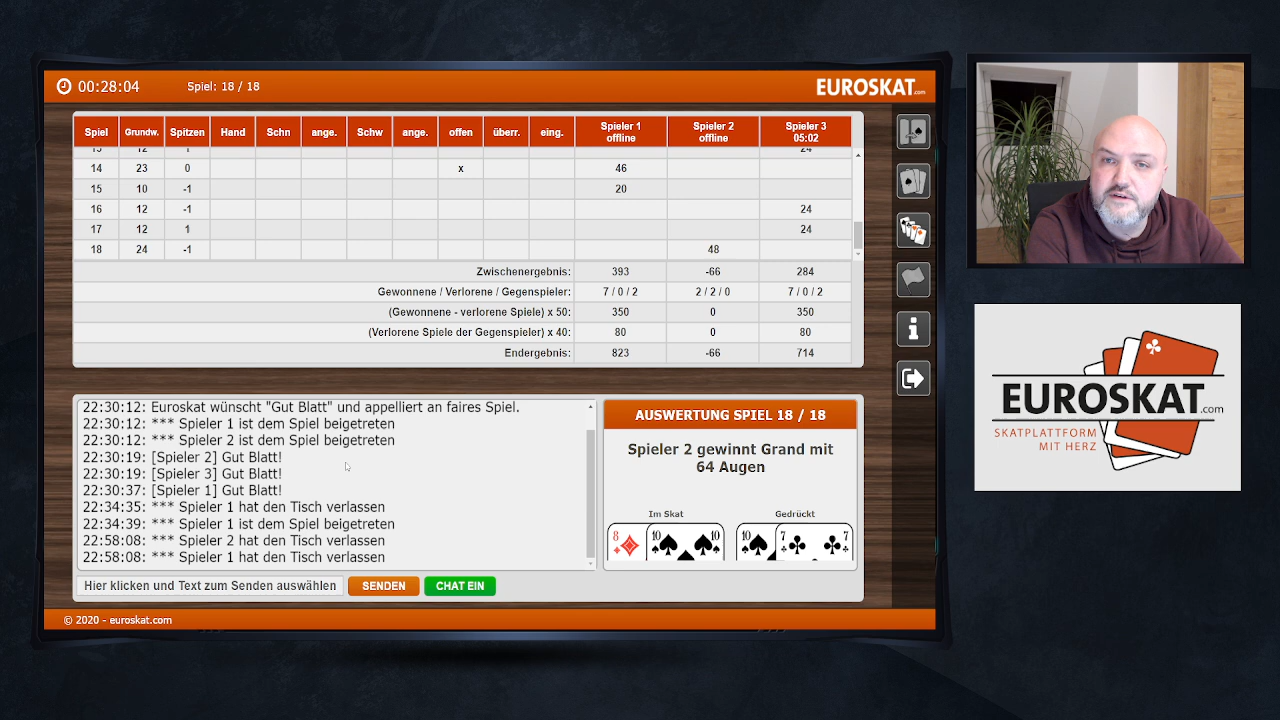 00:28:04 Spiel: 18 / 18 EUROSKAT.com
Spiel Grundw. Spitzen Hand Schn ange. Schw ange. offen überr. eing. Spieler 1 offline Spieler 2 offline Spieler 3 05:02
14 23 0 x 46
15 10 -1 20
16 12 -1 24
17 12 1 24
18 24 -1 48
Zwischenergebnis: 393 -66 284
Gewonnene / Verlorene / Gegenspieler: 7 / 0 / 2 2 / 2 / 0 7 / 0 / 2
(Gewonnene - verlorene Spiele) x 50: 350 0 350
(Verlorene Spiele der Gegenspieler) x 40: 80 0 80
Endergebnis: 823 -66 714
22:30:12: Euroskat wünscht "Gut Blatt" und appelliert an faires Spiel.
22:30:12: *** Spieler 1 ist dem Spiel beigetreten
22:30:12: *** Spieler 2 ist dem Spiel beigetreten
22:30:19: [Spieler 2] Gut Blatt!
22:30:19: [Spieler 3] Gut Blatt!
22:30:37: [Spieler 1] Gut Blatt!
22:34:35: *** Spieler 1 hat den Tisch verlassen
22:34:39: *** Spieler 1 ist dem Spiel beigetreten
22:58:08: *** Spieler 2 hat den Tisch verlassen
22:58:08: *** Spieler 1 hat den Tisch verlassen
Hier klicken und Text zum Senden auswählen SENDEN CHAT EIN
AUSWERTUNG SPIEL 18 / 18
Spieler 2 gewinnt Grand mit
64 Augen
Im Skat Gedrückt
8 10 10 10 7 7
© 2020 - euroskat.com
EUROSKAT.com
SKATPLATTFORM
MIT HERZ